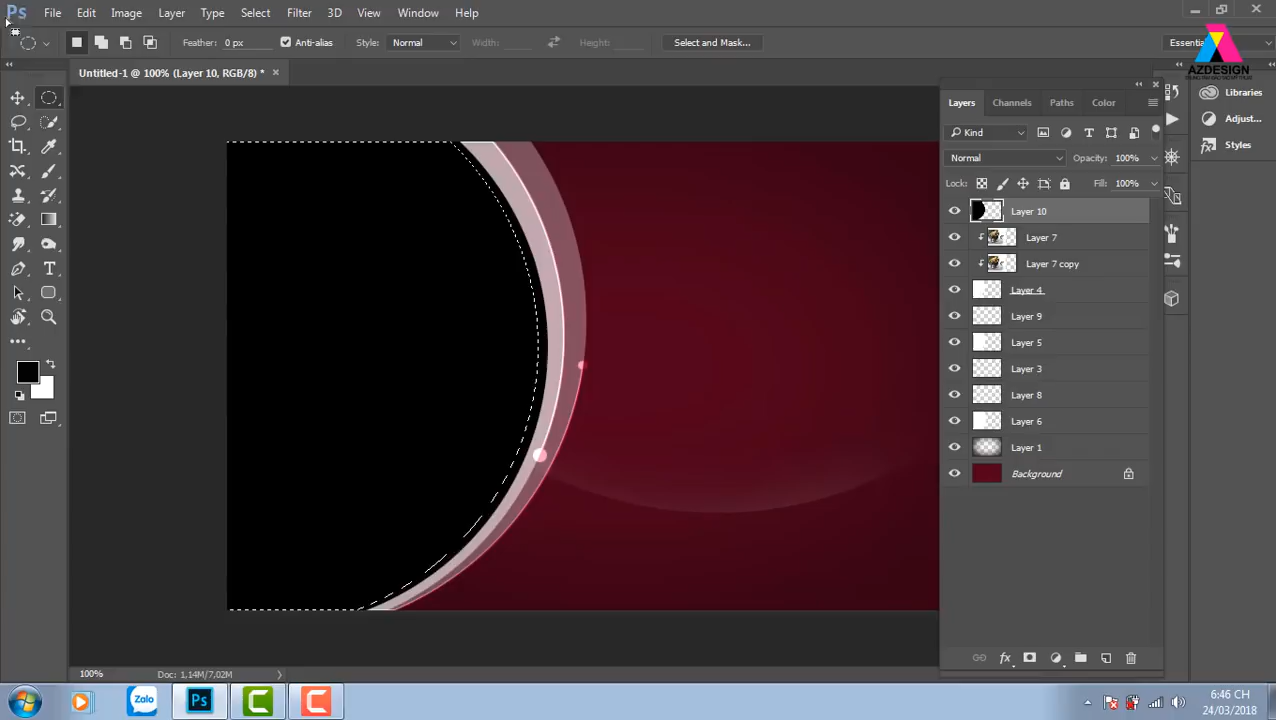 Ps File Edit Image Layer Type Select Filter 3D View Window Help
Feather: 0 px Anti-alias Style: Normal Width: Height: Select and Mask... Essentia
AZDESIGN
Untitled-1 @ 100% (Layer 10, RGB/8) *
Layers Channels Paths Color
Kind
Normal Opacity: 100%
Lock: Fill: 100%
Layer 10
Layer 7
Layer 7 copy
Layer 4
Layer 9
Layer 5
Layer 3
Layer 8
Layer 6
Layer 1
Background
Libraries
Adjust...
Styles
fx
100% Doc: 1,14M/7,02M
Zalo Ps
6:46 CH
24/03/2018